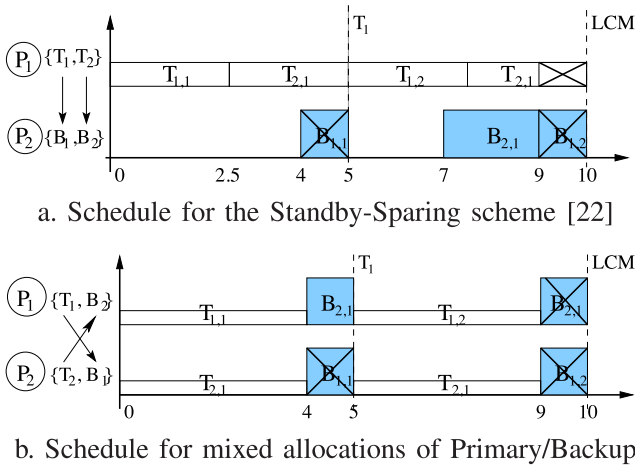 T1 LCM
P1 {T1,T2}
T1,1 T2,1 T1,2 T2,1
P2 {B1,B2} B1,1 B2,1 B1,2
0 2.5 4 5 7 9 10
a. Schedule for the Standby-Sparing scheme [22]
T1 LCM
P1 {T1,B2} T1,1 B2,1 T1,2 B2,1
P2 {T2,B1} T2,1 B1,1 T2,1 B1,2
0 4 5 9 10
b. Schedule for mixed allocations of Primary/Backup